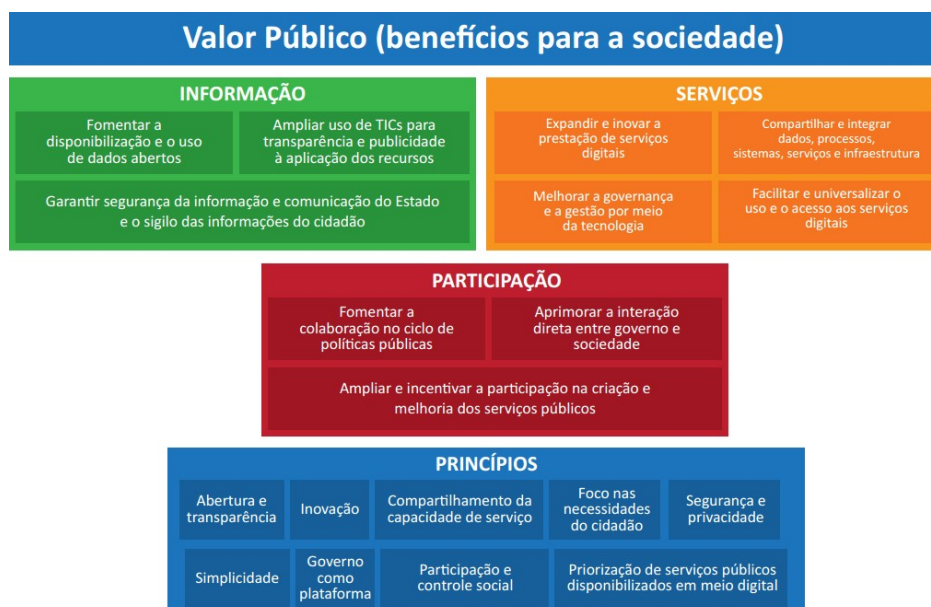 Valor Público (benefícios para a sociedade)
INFORMAÇÃO
Fomentar a
disponibilização e o uso
de dados abertos
Ampliar uso de TICs para
transparência e publicidade
à aplicação dos recursos
Garantir segurança da informação e comunicação do Estado
e o sigilo das informações do cidadão
SERVIÇOS
Expandir e inovar a
prestação de serviços
digitais
Compartilhar e integrar
dados, processos,
sistemas, serviços e infraestrutura
Melhorar a governança
e a gestão por meio
da tecnologia
Facilitar e universalizar o
uso e o acesso aos serviços
digitais
PARTICIPAÇÃO
Fomentar a
colaboração no ciclo de
políticas públicas
Aprimorar a interação
direta entre governo e
sociedade
Ampliar e incentivar a participação na criação e
melhoria dos serviços públicos
PRINCÍPIOS
Abertura e
transparência
Inovação
Compartilhamento da
capacidade de serviço
Foco nas
necessidades
do cidadão
Segurança e
privacidade
Simplicidade
Governo
como
plataforma
Participação e
controle social
Priorização de serviços públicos
disponibilizados em meio digital